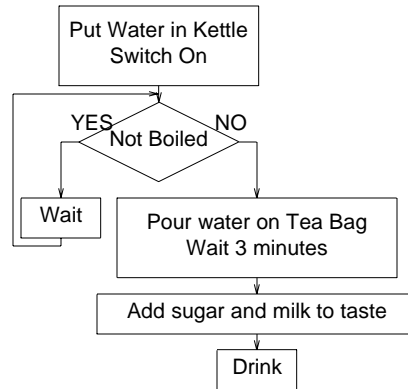 Put Water in Kettle
Switch On
YES
NO
Not Boiled
Wait
Pour water on Tea Bag
Wait 3 minutes
Add sugar and milk to taste
Drink